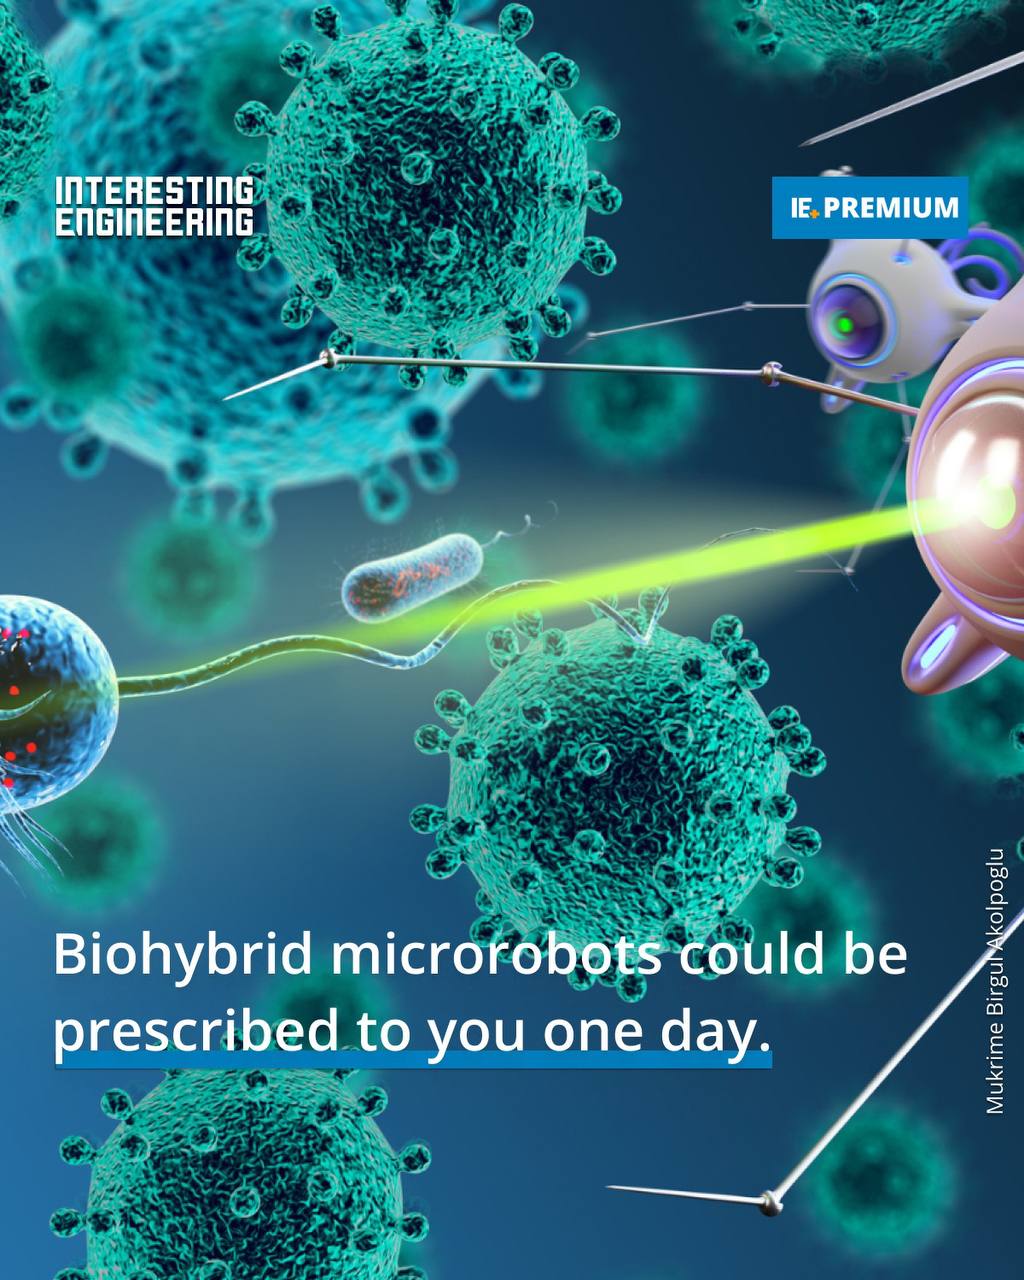 INTERESTING
ENGINEERING
IE+ PREMIUM
Biohybrid microrobots could be
prescribed to you one day.
Mukrime Birgul Akolpoglu